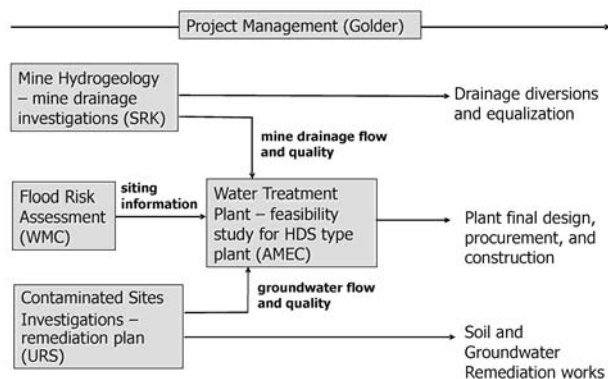 Project Management (Golder)
Mine Hydrogeology
– mine drainage
investigations (SRK)
Drainage diversions
and equalization
mine drainage flow
and quality
Flood Risk
Assessment
(WMC)
siting
information
Water Treatment
Plant – feasibility
study for HDS type
plant (AMEC)
Plant final design,
procurement, and
construction
groundwater flow
and quality
Contaminated Sites
Investigations –
remediation plan
(URS)
Soil and
Groundwater
Remediation works